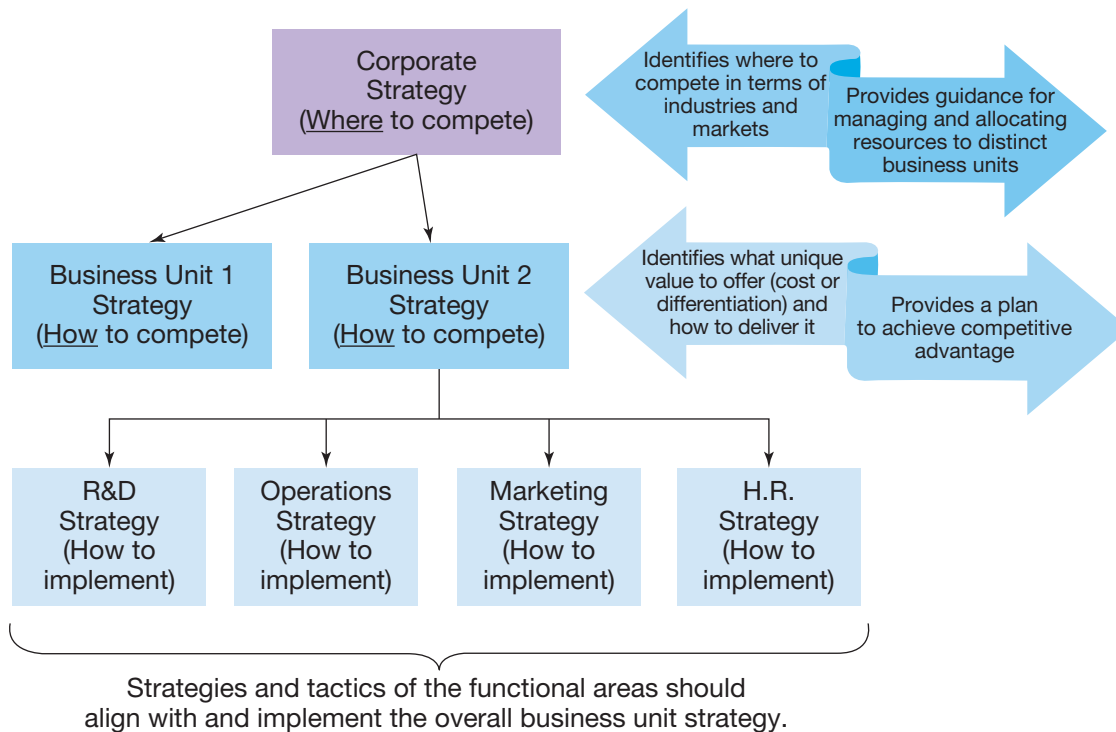 Corporate
Strategy
(Where to compete)
Identifies where to
compete in terms of
industries and
markets
Provides guidance for
managing and allocating
resources to distinct
business units
Business Unit 1
Strategy
(How to compete)
Business Unit 2
Strategy
(How to compete)
Identifies what unique
value to offer (cost or
differentiation) and
how to deliver it
Provides a plan
to achieve competitive
advantage
R&D
Strategy
(How to
implement)
Operations
Strategy
(How to
implement)
Marketing
Strategy
(How to
implement)
H.R.
Strategy
(How to
implement)
Strategies and tactics of the functional areas should
align with and implement the overall business unit strategy.